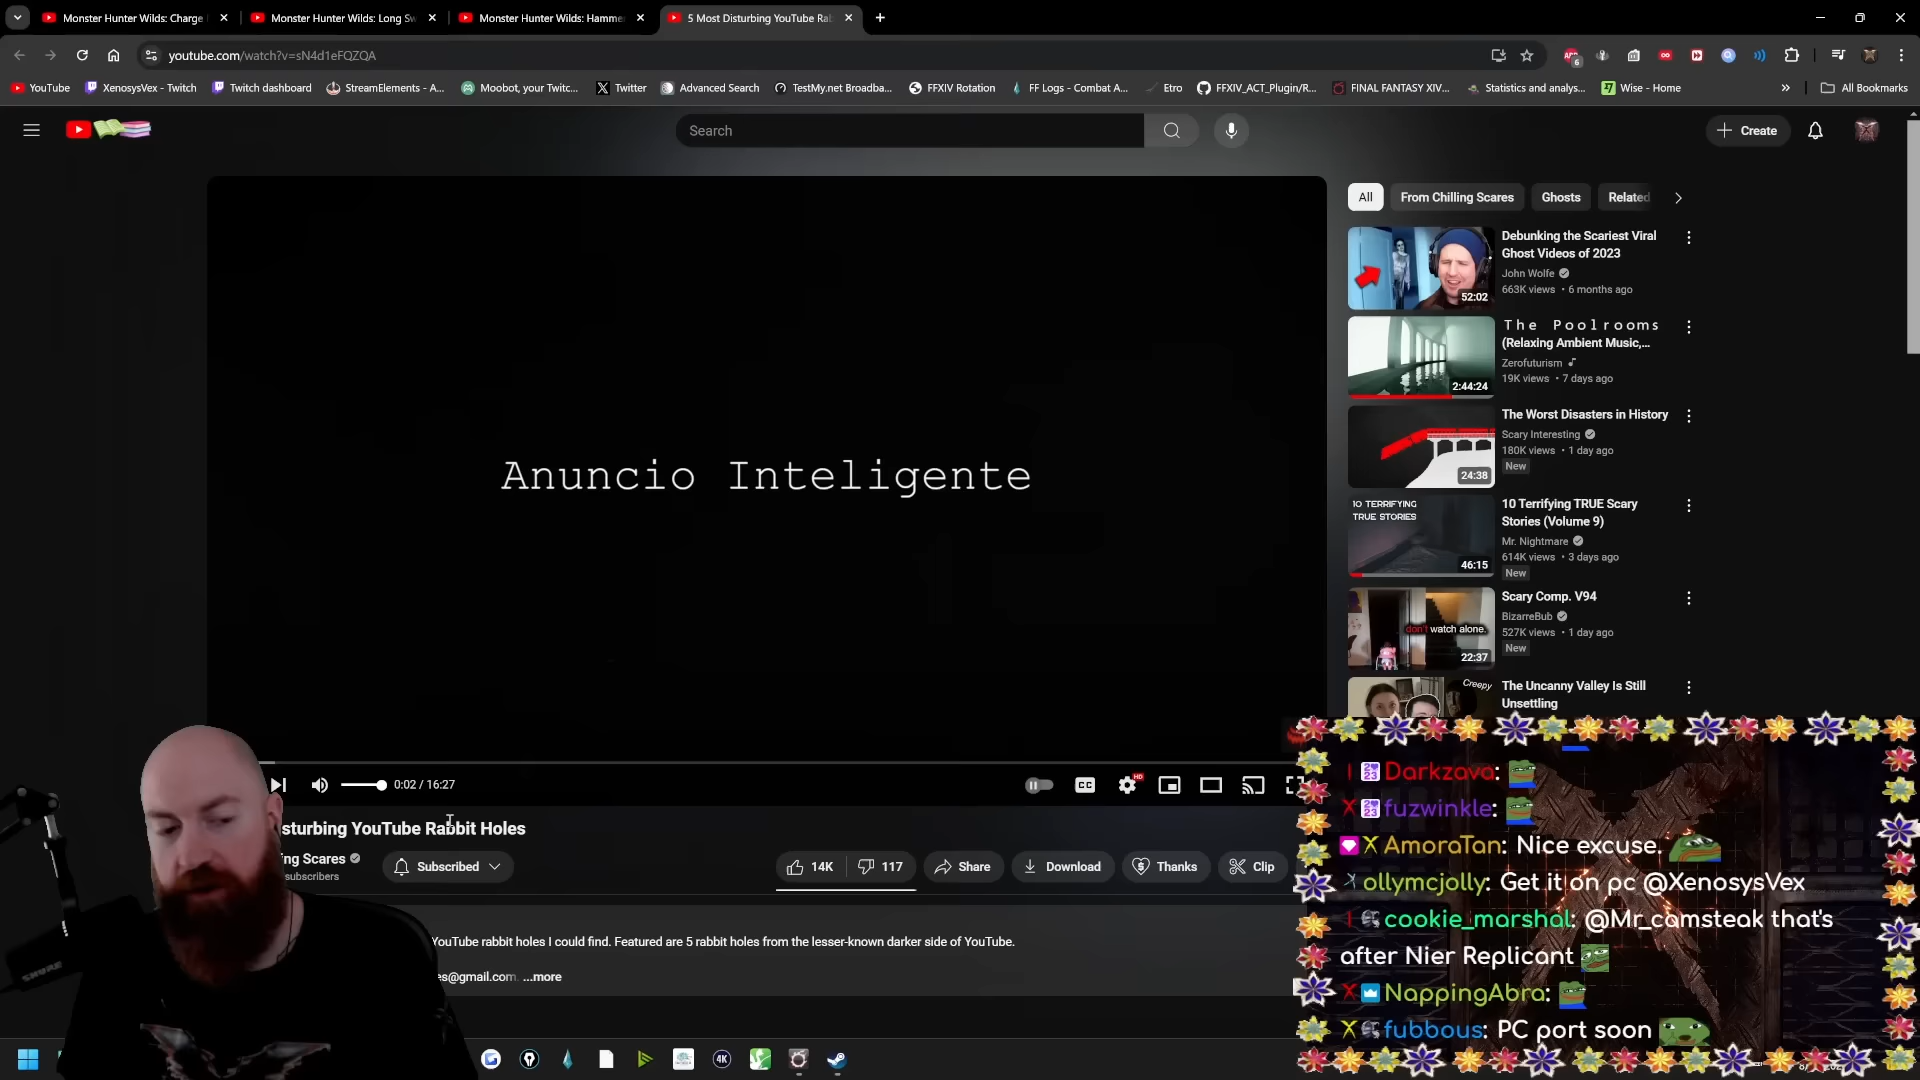 Monster Hunter Wilds: Charge
Monster Hunter Wilds: Long Sw
Monster Hunter Wilds: Hammer
5 Most Disturbing YouTube Ra
youtube.com/watch?v=sN4d1eFQZQA
YouTube
XenosysVex - Twitch
Twitch dashboard
StreamElements - A...
Moobot, your Twitc...
Twitter
Advanced Search
TestMy.net Broadba...
FFXIV Rotation
FF Logs - Combat A...
Etro
FFXIV_ACT_Plugin/R...
FINAL FANTASY XIV...
Statistics and analys...
Wise - Home
All Bookmarks
Search
Create
All
From Chilling Scares
Ghosts
Related
Anuncio Inteligente
Debunking the Scariest Viral
Ghost Videos of 2023
John Wolfe
663K views • 6 months ago
52:02
The Poolrooms
(Relaxing Ambient Music,...
Zerofuturism
19K views • 7 days ago
2:44:24
The Worst Disasters in History
Scary Interesting
180K views • 1 day ago
New
24:38
10 TERRIFYING
TRUE STORIES
46:15
10 Terrifying TRUE Scary
Stories (Volume 9)
Mr. Nightmare
614K views • 3 days ago
New
don't watch alone.
22:37
Scary Comp. V94
BizarreBub
527K views • 1 day ago
New
Creepy
The Uncanny Valley Is Still
Unsettling
0:02 / 16:27
CC
HD
sturbing YouTube Rabbit Holes
ng Scares
subscribers
Subscribed
14K
117
Share
Download
Thanks
Clip
YouTube rabbit holes I could find. Featured are 5 rabbit holes from the lesser-known darker side of YouTube.
es@gmail.com. ...more
Darkzava:
fuzwinkle:
AmoraTan: Nice excuse.
ollymcjolly: Get it on pc @XenosysVex
cookie_marshal: @Mr_camsteak that's
after Nier Replicant
NappingAbra:
fubbous: PC port soon
SHURE
4K